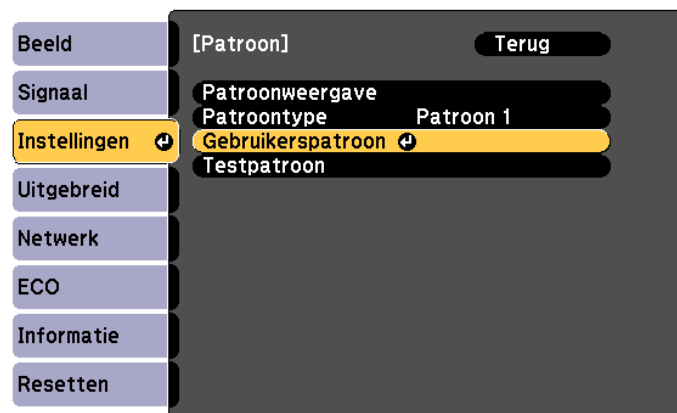 Beeld
Signaal
Instellingen
Uitgebreid
Netwerk
ECO
Informatie
Resetten
[Patroon] Terug
Patroonweergave
Patroontype Patroon 1
Gebruikerspatroon
Testpatroon